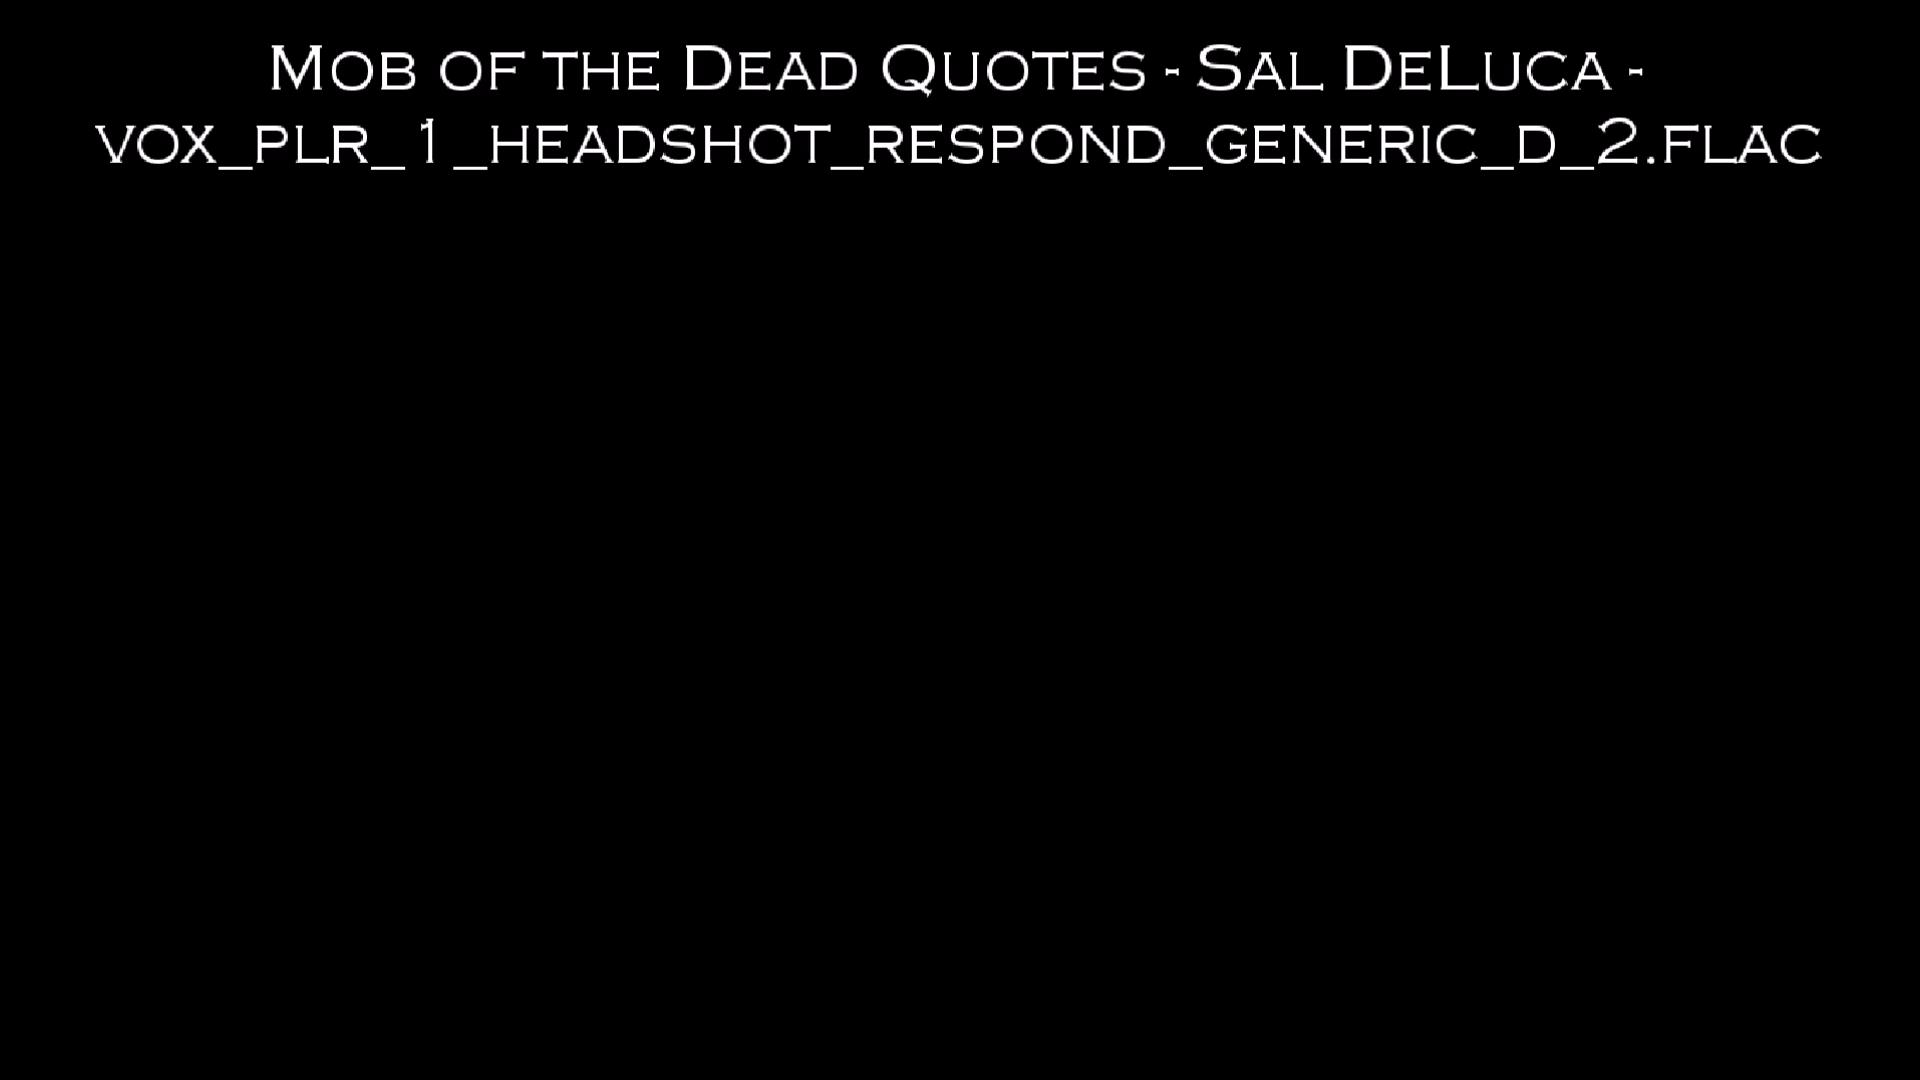 Mob of the Dead Quotes - Sal DeLuca -
vox_plr_1_headshot_respond_generic_d_2.flac